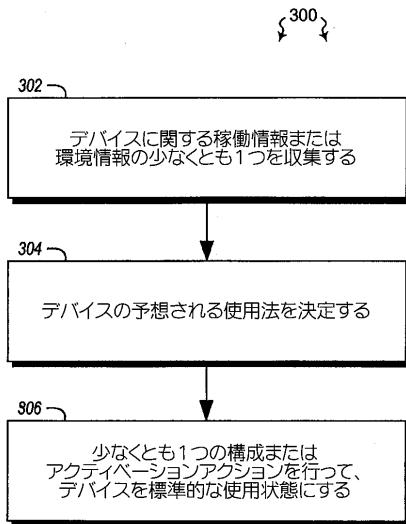 300
302
デバイスに関する稼働情報または
環境情報の少なくとも1つを収集する
304
デバイスの予想される使用法を決定する
306
少なくとも1つの構成または
アクティベーションアクションを行って、
デバイスを標準的な使用状態にする